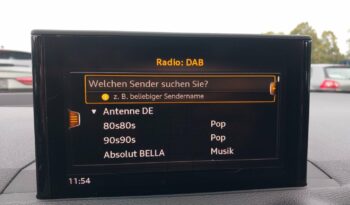 Radio: DAB
Welchen Sender suchen Sie?
z. B. beliebiger Sendername
Antenne DE
80s80s Pop
90s90s Pop
Absolut BELLA Musik
11:54